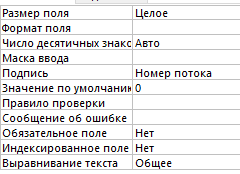 Размер поля Целое
Формат поля
Число десятичных знако Авто
Маска ввода
Подпись Номер потока
Значение по умолчани 0
Правило проверки
Сообщение об ошибке
Обязательное поле Нет
Индексированное поле Нет
Выравнивание текста Общее